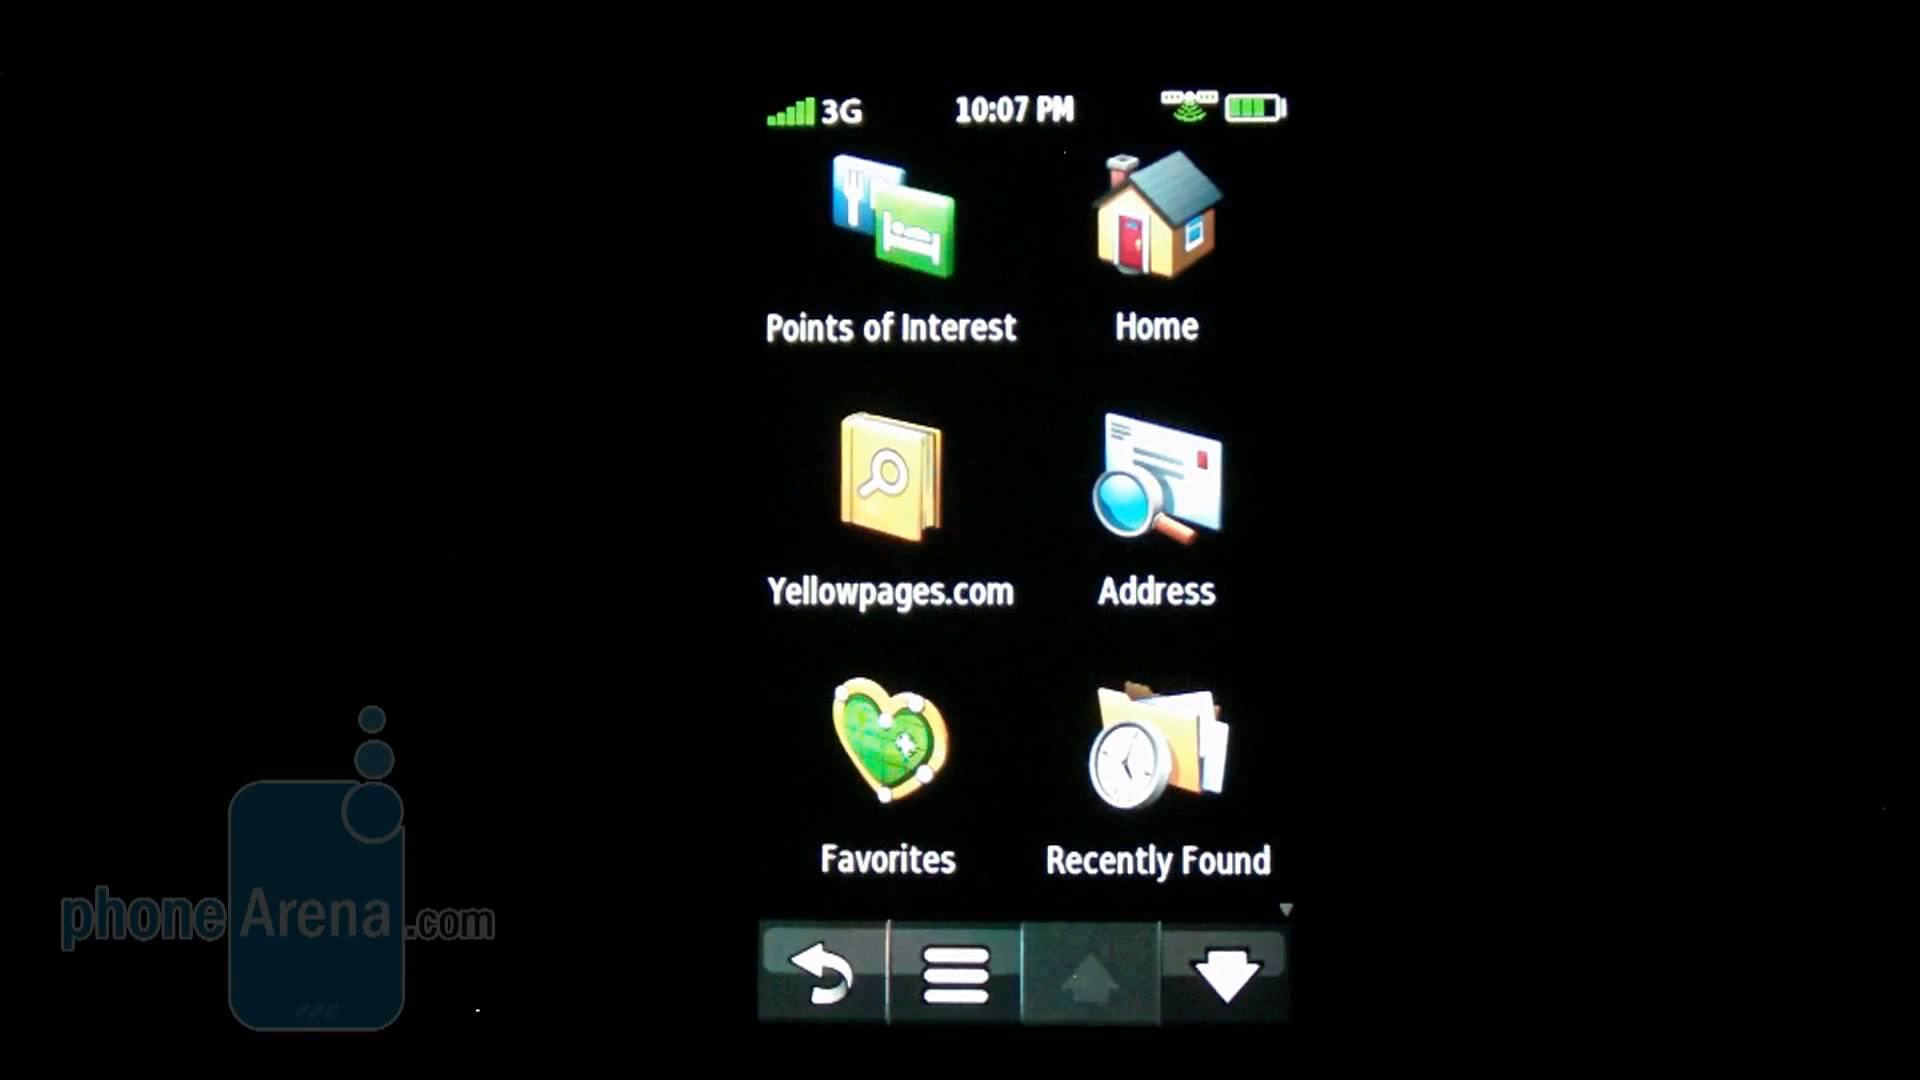 3G 10:07 PM
Points of Interest Home
Yellowpages.com Address
Favorites Recently Found
phoneArena.com